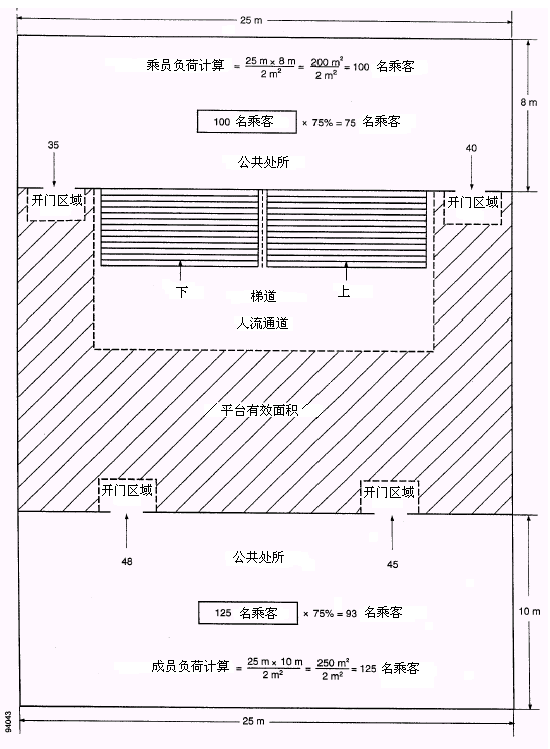 25 m
乘员负荷计算 = 25 m × 8 m / 2 m² = 200 m² / 2 m² = 100 名乘客
8 m
100 名乘客 × 75% = 75 名乘客
35
公共处所
40
开门区域
开门区域
下
梯道
上
人流通道
平台有效面积
开门区域
开门区域
48
公共处所
45
125 名乘客 × 75% = 93 名乘客
10 m
成员负荷计算 = 25 m × 10 m / 2 m² = 250 m² / 2 m² = 125 名乘客
94043
25 m